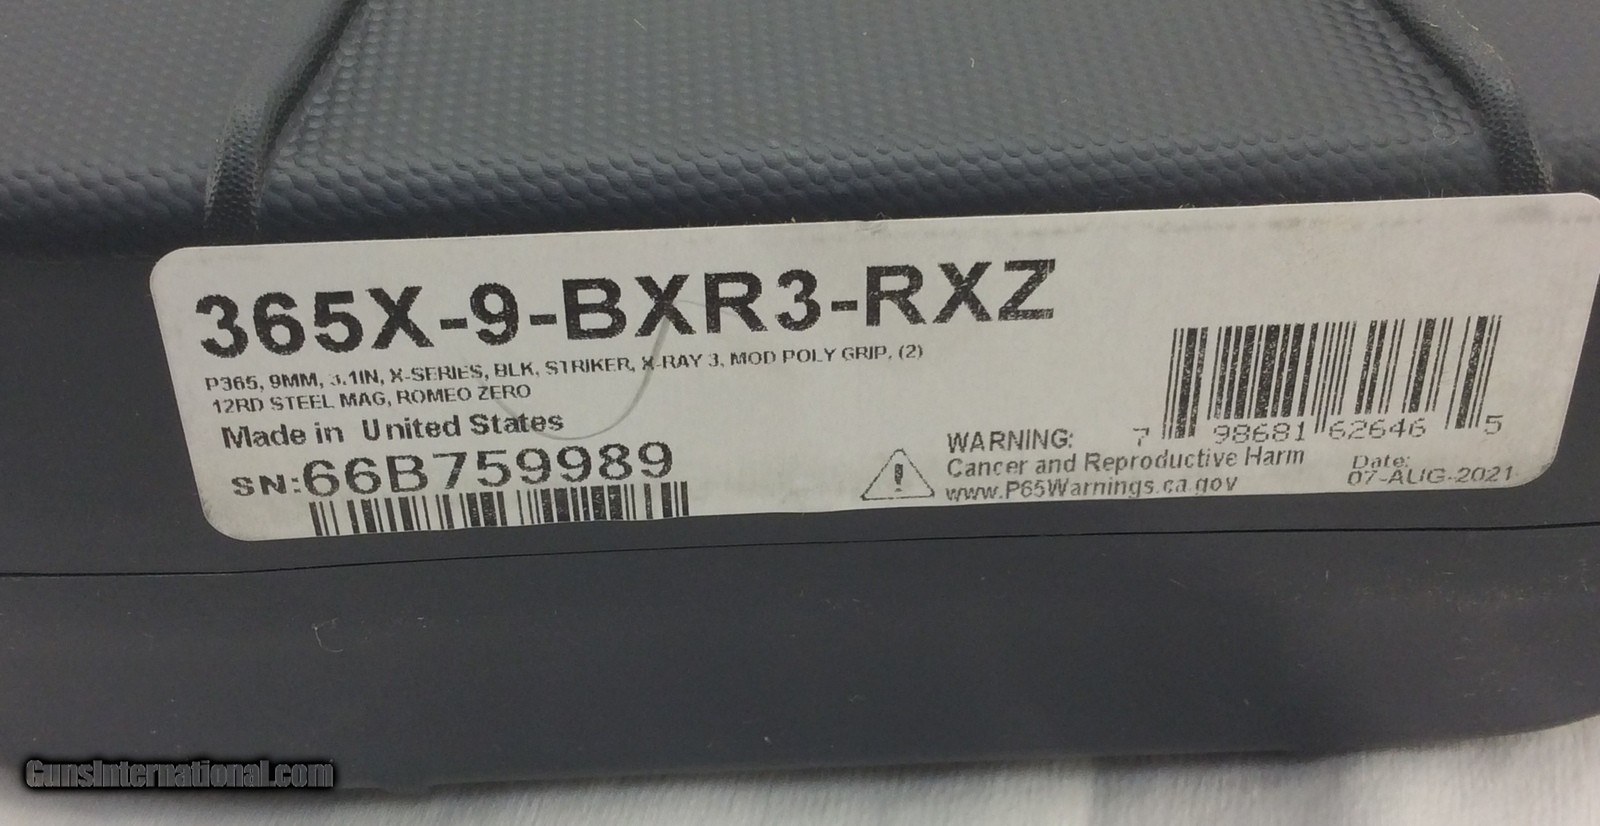 365X-9-BXR3-RXZ
P365, 9MM, 3.1IN, X-SERIES, BLK, STRIKER, X-RAY 3, MOD POLY GRIP, (2)
12RD STEEL MAG, ROMEO ZERO
Made in United States
SN:66B759989
WARNING:
Cancer and Reproductive Harm
www.P65Warnings.ca.gov
7 98681 62646 5
Date:
07-AUG-2021
GunsInternational.com